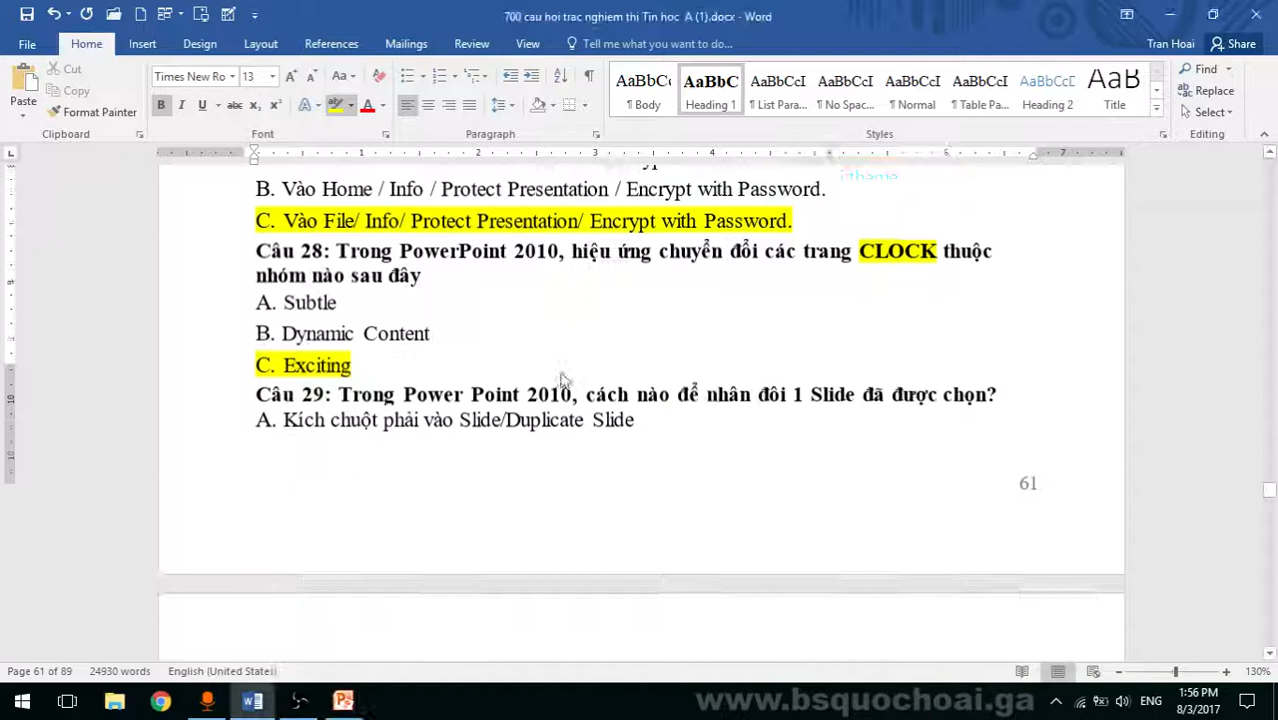 700 cau hoi trac nghiem thi Tin hoc A (1).docx - Word
File Home Insert Design Layout References Mailings Review View Tell me what you want to do... Tran Hoai Share
Paste Cut Copy Format Painter
Times New Ro 13
AaBbCc AaBbC AaBbCcI AaBbCcI AaBbCcI AaBbCcI AaBbCcD AaB
¶ Body Heading 1 ¶ List Para... ¶ No Spac... ¶ Normal ¶ Table Pa... Heading 2 Title
Find Replace Select
Clipboard Font Paragraph Styles Editing
B. Vào Home / Info / Protect Presentation / Encrypt with Password.
C. Vào File/ Info/ Protect Presentation/ Encrypt with Password.
Câu 28: Trong PowerPoint 2010, hiệu ứng chuyển đổi các trang CLOCK thuộc
nhóm nào sau đây
A. Subtle
B. Dynamic Content
C. Exciting
Câu 29: Trong Power Point 2010, cách nào để nhân đôi 1 Slide đã được chọn?
A. Kích chuột phải vào Slide/Duplicate Slide
61
Page 61 of 89 24930 words English (United States) 130%
www.bsquochoai.ga
ENG 1:56 PM
8/3/2017